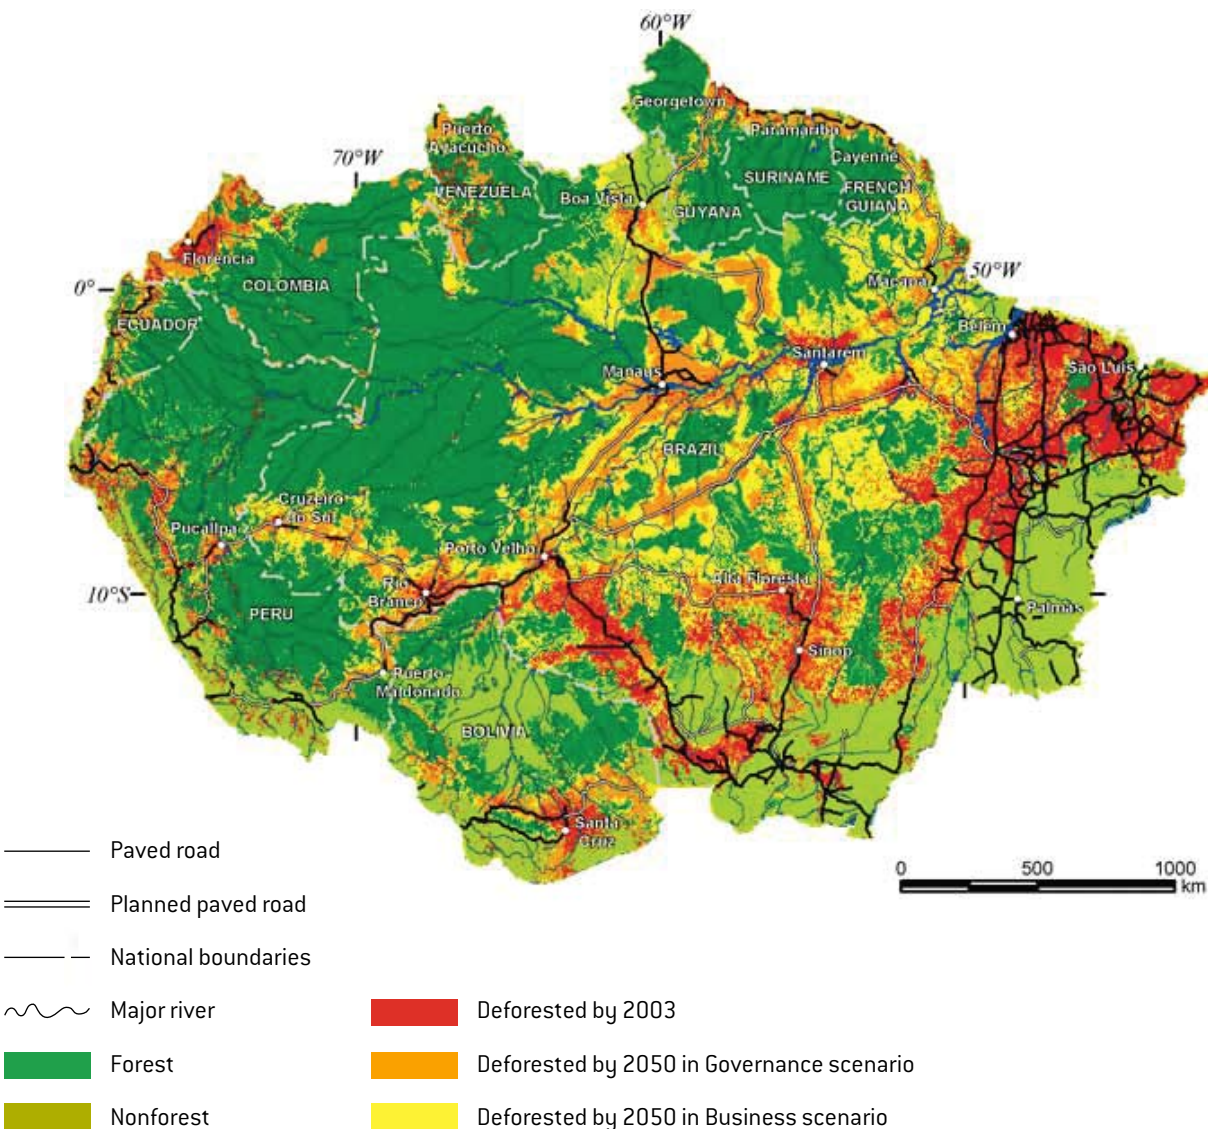 60°W
Georgetown
Puerto
Ayacucho
Paramaribo
Cayenne
70°W
VENEZUELA
SURINAME
FRENCH
GUIANA
Boa Vista
GUYANA
Florencia
COLOMBIA
50°W
Macapa
0°
ECUADOR
Belém
Santarém
São Luis
Manaus
BRAZIL
Cruzeiro
do Sul
Pucallpa
Porto Velho
Alta Floresta
Rio
Branco
10°S
PERU
Palmas
Sinop
Puerto
Maldonado
BOLIVIA
Santa
Cruz
0 500 1000
km
Paved road
Planned paved road
National boundaries
Major river
Deforested by 2003
Forest
Deforested by 2050 in Governance scenario
Nonforest
Deforested by 2050 in Business scenario